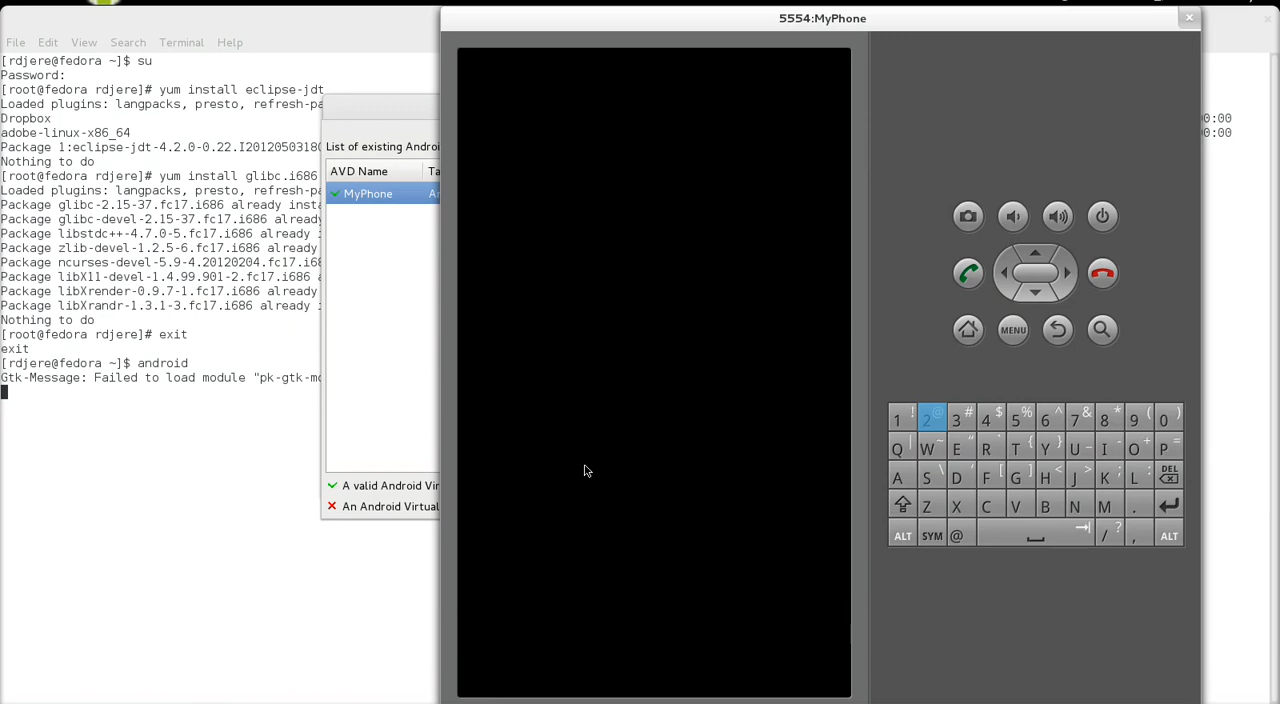 5554:MyPhone
File Edit View Search Terminal Help
[rdjere@fedora ~]$ su
Password:
[root@fedora rdjere]# yum install eclipse-jdt
Loaded plugins: langpacks, presto, refresh-pa
Dropbox
adobe-linux-x86_64
Package 1:eclipse-jdt-4.2.0-0.22.I2012050318
Nothing to do
[root@fedora rdjere]# yum install glibc.i686
Loaded plugins: langpacks, presto, refresh-pa
Package glibc-2.15-37.fc17.i686 already insta
Package glibc-devel-2.15-37.fc17.i686 already
Package libstdc++-4.7.0-5.fc17.i686 already i
Package zlib-devel-1.2.5-6.fc17.i686 already
Package ncurses-devel-5.9-4.20120204.fc17.i68
Package libX11-devel-1.4.99.901-2.fc17.i686 a
Package libXrender-0.9.7-1.fc17.i686 already
Package libXrandr-1.3.1-3.fc17.i686 already i
Nothing to do
[root@fedora rdjere]# exit
exit
[rdjere@fedora ~]$ android
Gtk-Message: Failed to load module "pk-gtk-mo
List of existing Androi
AVD Name Ta
MyPhone An
A valid Android Vir
An Android Virtual
0:00
0:00
MENU
1 ! 2 @ 3 # 4 $ 5 % 6 ^ 7 & 8 * 9 ( 0 )
Q | W ~ E “ R ` T { Y } U _ I - O + P =
A S \ D ' F [ G ] H < J > K ; L : DEL
Z X C V B N M .
ALT SYM @ / ? , ALT